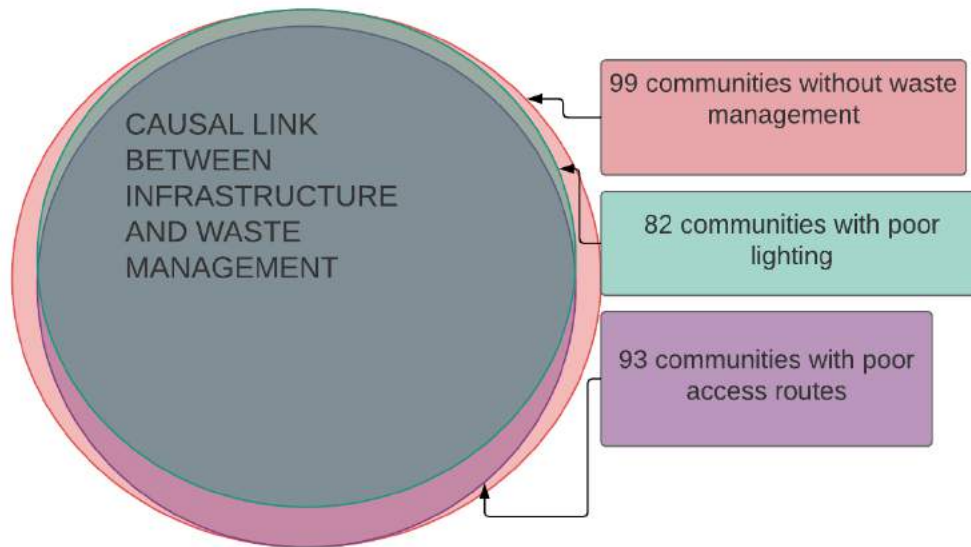 CAUSAL LINK
BETWEEN
INFRASTRUCTURE
AND WASTE
MANAGEMENT
99 communities without waste
management
82 communities with poor
lighting
93 communities with poor
access routes